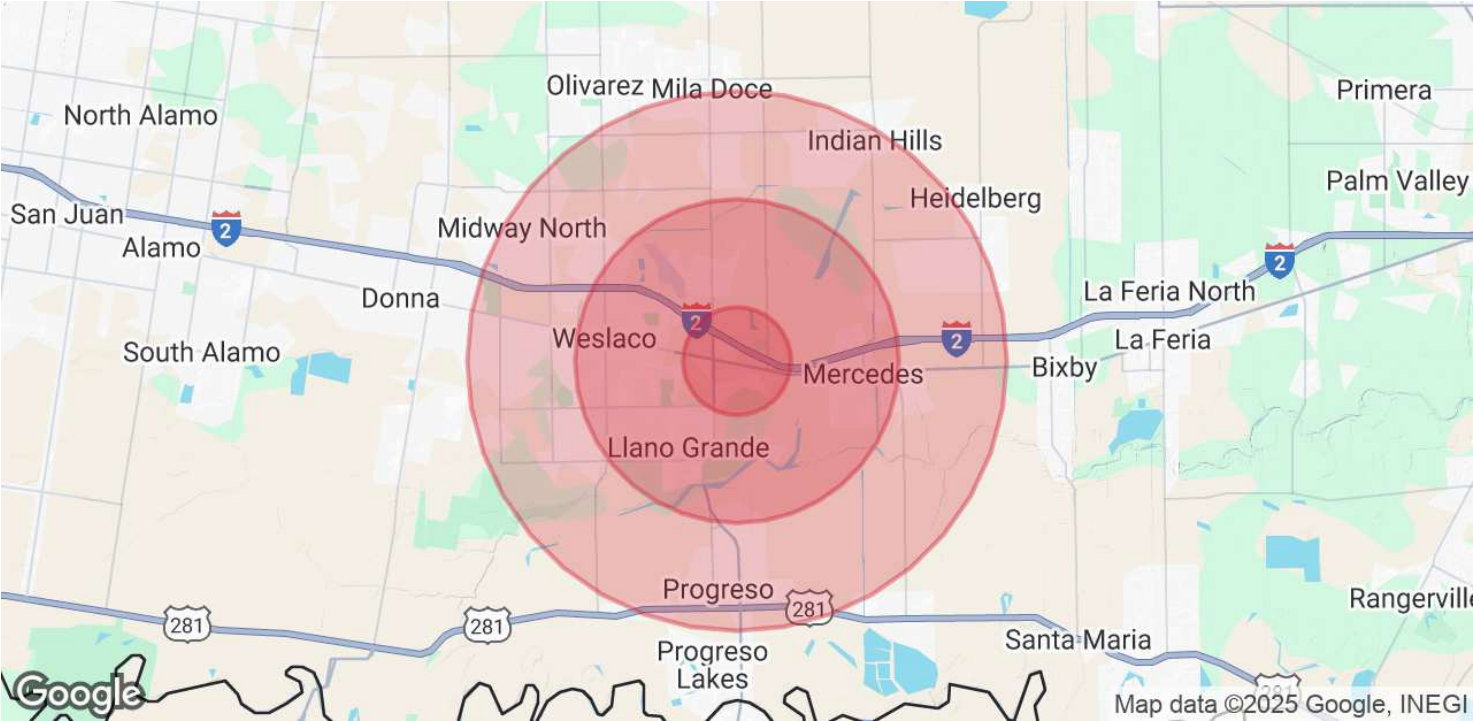 Olivarez Mila Doce
North Alamo
Primera
Indian Hills
Palm Valley
Heidelberg
San Juan
2
Midway North
Alamo
2
La Feria North
Donna
2
Weslaco
2
La Feria
South Alamo
Mercedes
Bixby
Llano Grande
Progreso
281
281
281
Rangerville
Santa Maria
Progreso
Lakes
281
Google
Map data ©2025 Google, INEGI